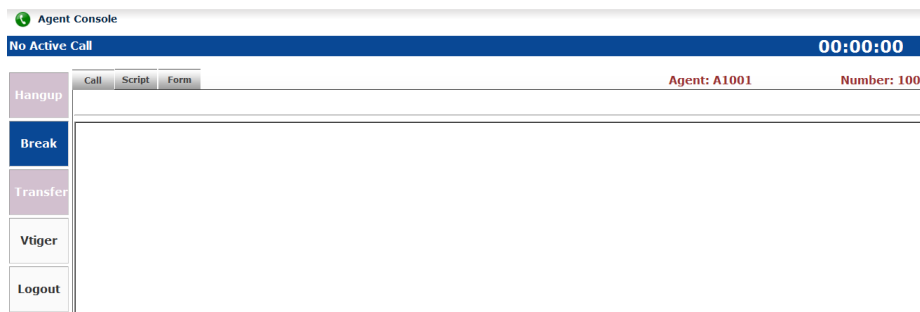 Agent Console
No Active Call 00:00:00
Call Script Form Agent: A1001 Number: 100
Hangup
Break
Transfer
Vtiger
Logout